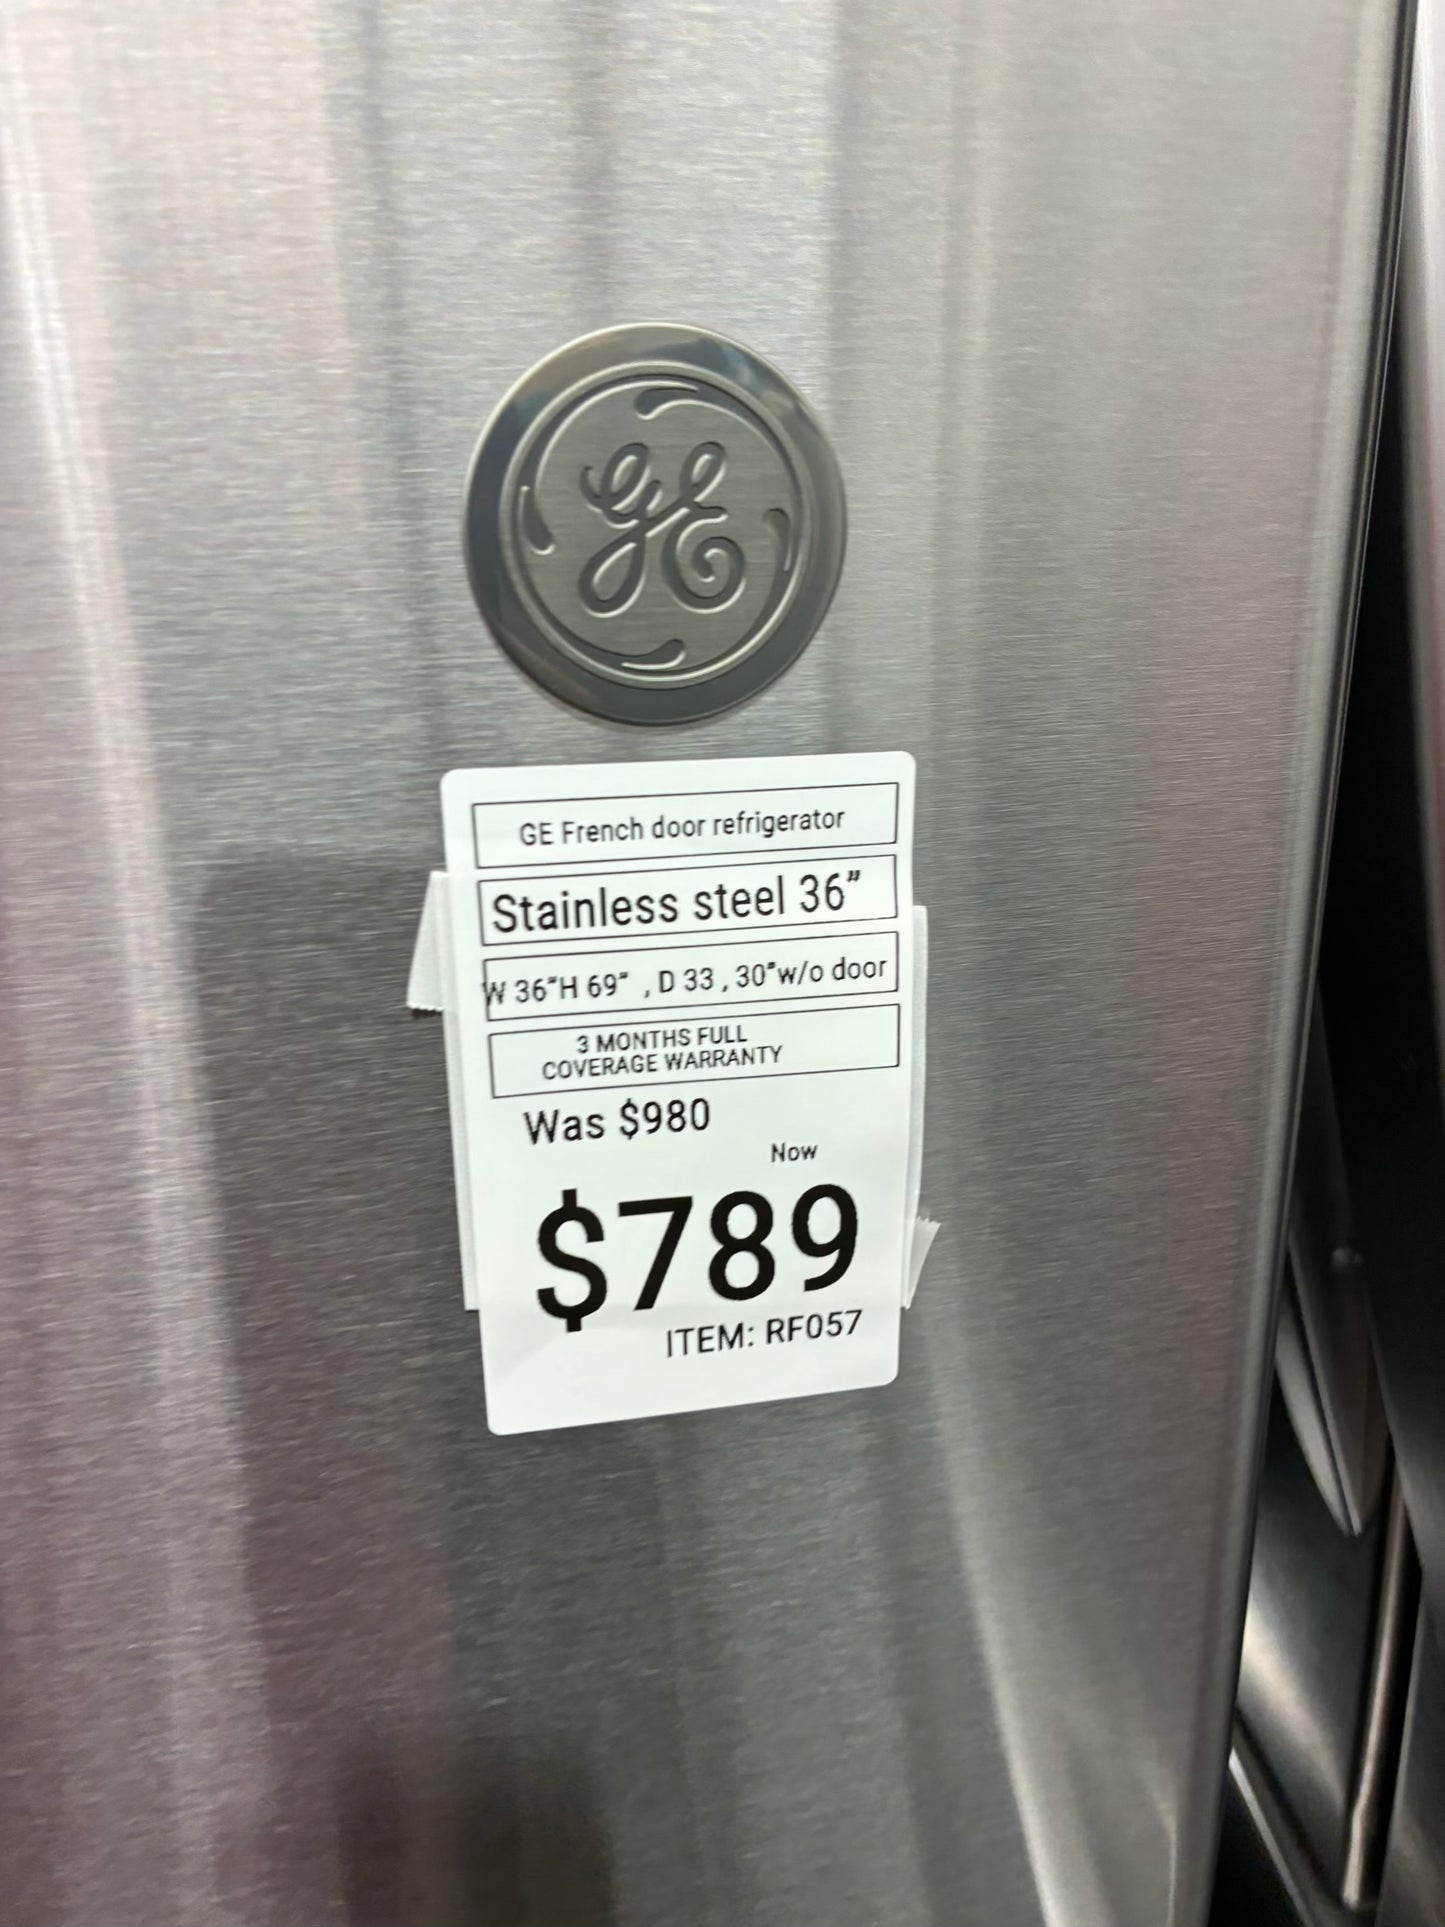 GE
GE French door refrigerator
Stainless steel 36"
W 36"H 69" , D 33 , 30"w/o door
3 MONTHS FULL
COVERAGE WARRANTY
Was $980
Now
$789
ITEM: RF057